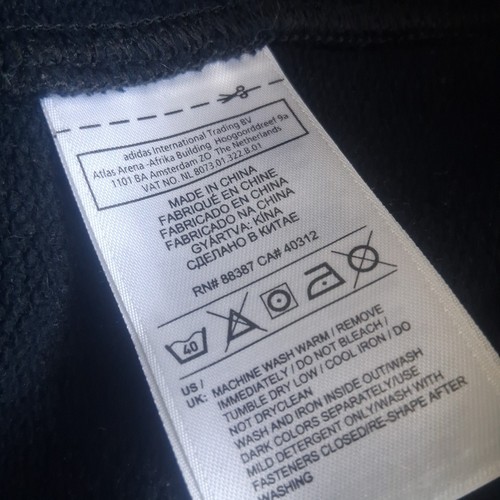 adidas International Trading BV
Atlas Arena -Afrika Building Hoogoorddreef 9a
1101 BA Amsterdam ZO The Netherlands
VAT NO. NL 8073.01.322.B.01
MADE IN CHINA
FABRIQUÉ EN CHINE
FABRICADO EN CHINA
FABRICADO NA CHINA
GYÁRTVA: KÍNA
СДЕЛАНО В КИТАЕ
RN# 88387 CA# 40312
40
US / UK: MACHINE WASH WARM / REMOVE
IMMEDIATELY / DO NOT BLEACH /
TUMBLE DRY LOW / COOL IRON / DO
NOT DRYCLEAN
WASH AND IRON INSIDE OUT/WASH
DARK COLORS SEPARATELY/USE
MILD DETERGENT ONLY/WASH WITH
FASTENERS CLOSED/RE-SHAPE AFTER
WASHING